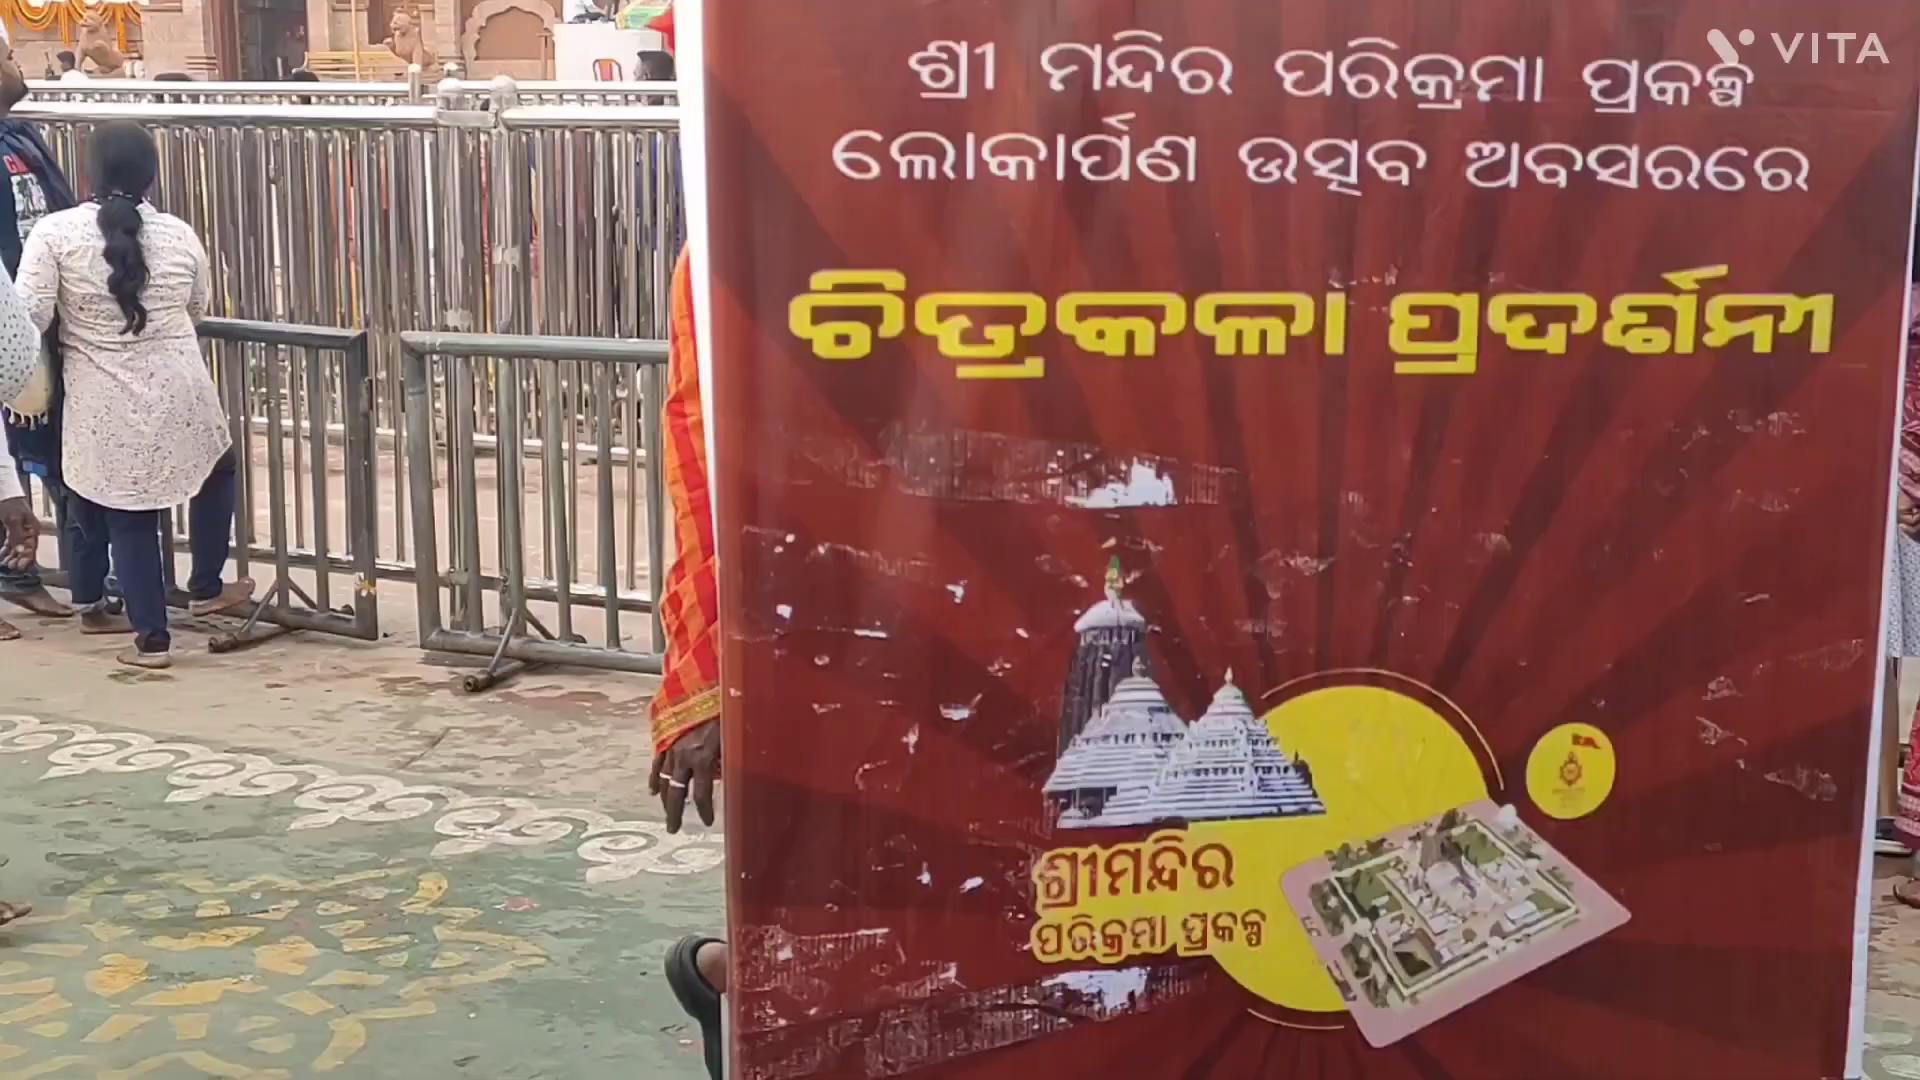 VITA
ଶ୍ରୀ ମନ୍ଦିର ପରିକ୍ରମା ପ୍ରକଳ୍ପ
ଲୋକାର୍ପଣ ଉତ୍ସବ ଅବସରରେ
ଚିତ୍ରକଳା ପ୍ରଦର୍ଶନୀ
ଶ୍ରୀମନ୍ଦିର
ପରିକ୍ରମା ପ୍ରକଳ୍ପ